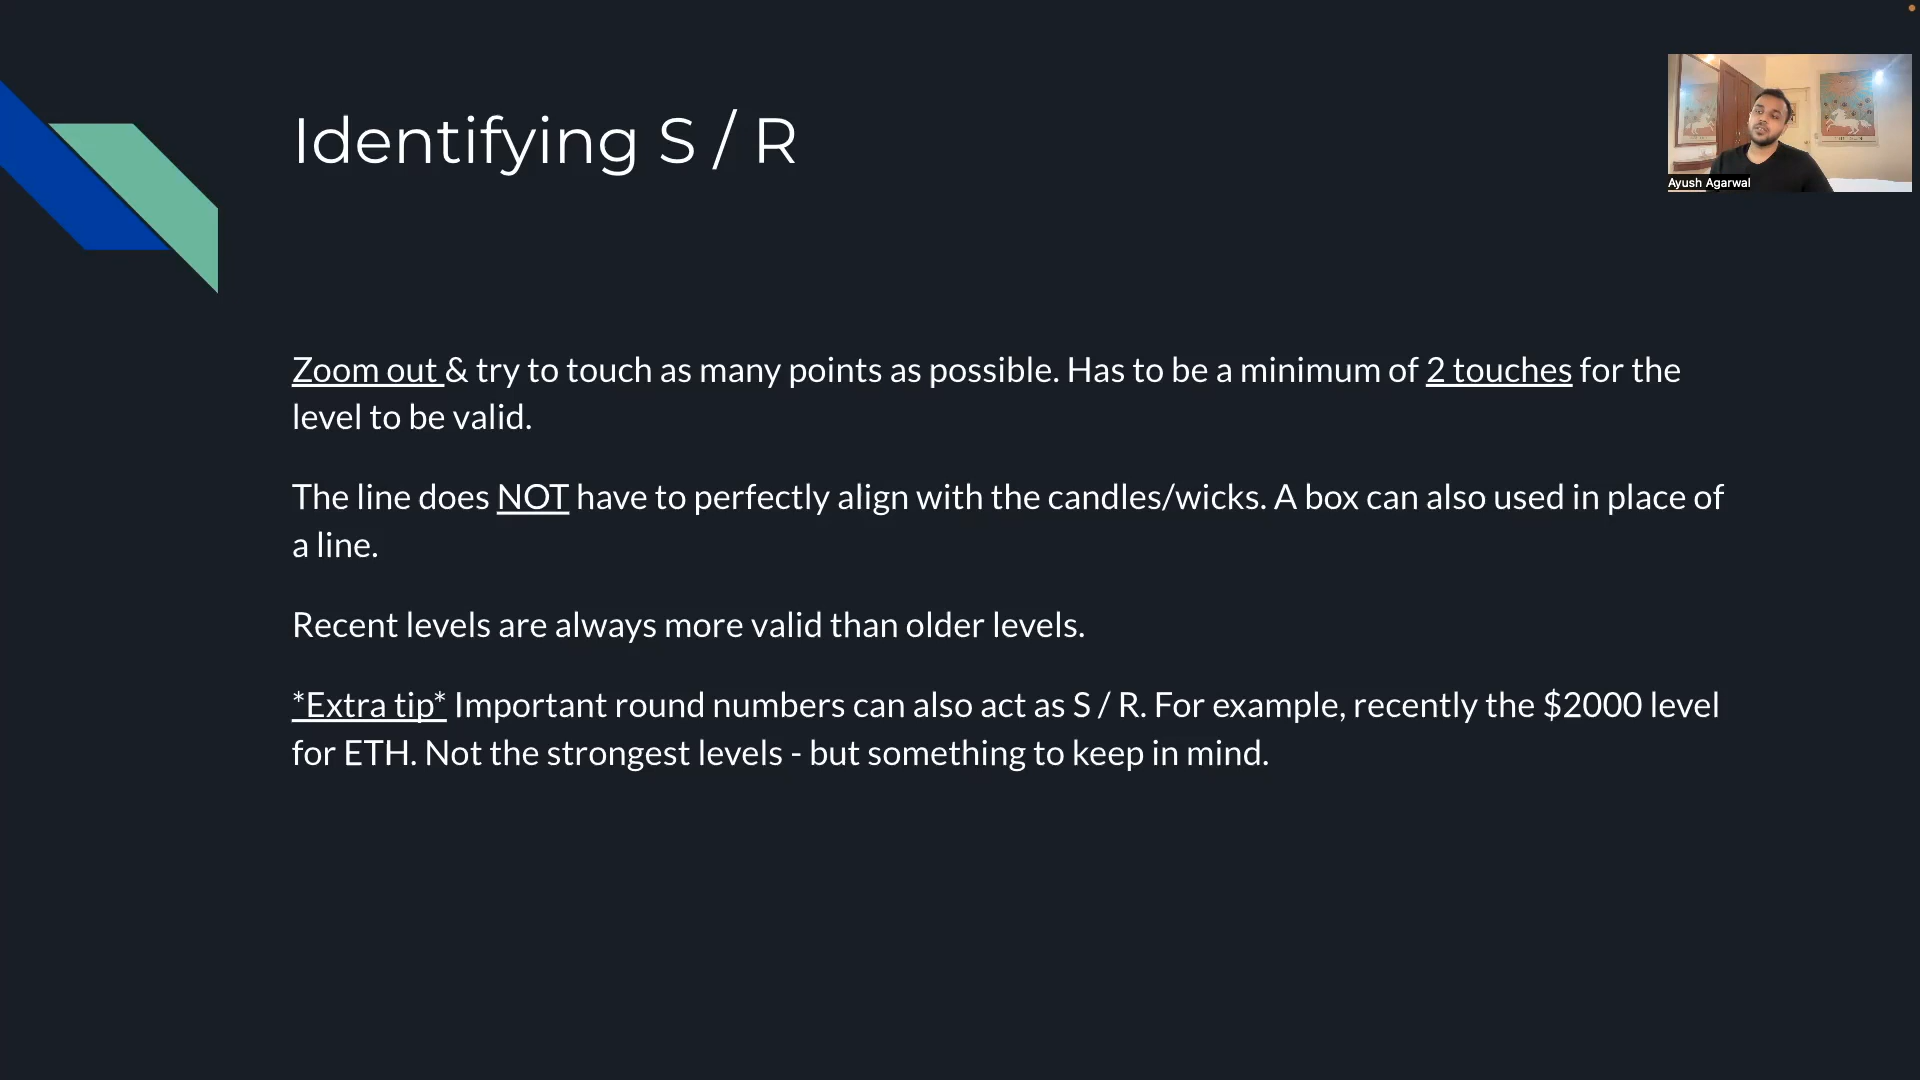 Identifying S / R
Ayush Agarwal
Zoom out & try to touch as many points as possible. Has to be a minimum of 2 touches for the
level to be valid.
The line does NOT have to perfectly align with the candles/wicks. A box can also used in place of
a line.
Recent levels are always more valid than older levels.
*Extra tip* Important round numbers can also act as S / R. For example, recently the $2000 level
for ETH. Not the strongest levels - but something to keep in mind.